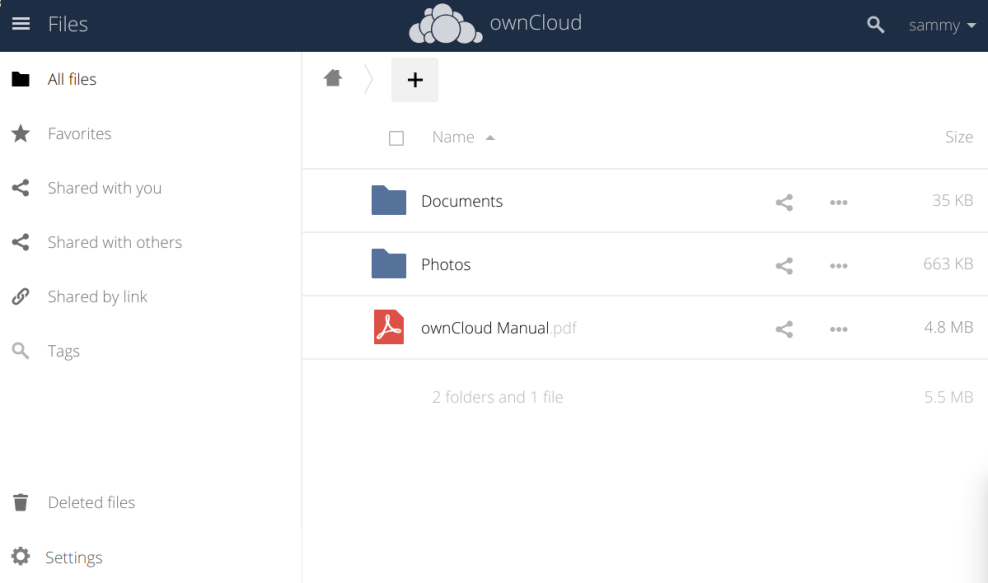 Files
ownCloud
sammy
All files
Favorites
Shared with you
Shared with others
Shared by link
Tags
Deleted files
Settings
Name Size
Documents 35 KB
Photos 663 KB
ownCloud Manual.pdf 4.8 MB
2 folders and 1 file 5.5 MB